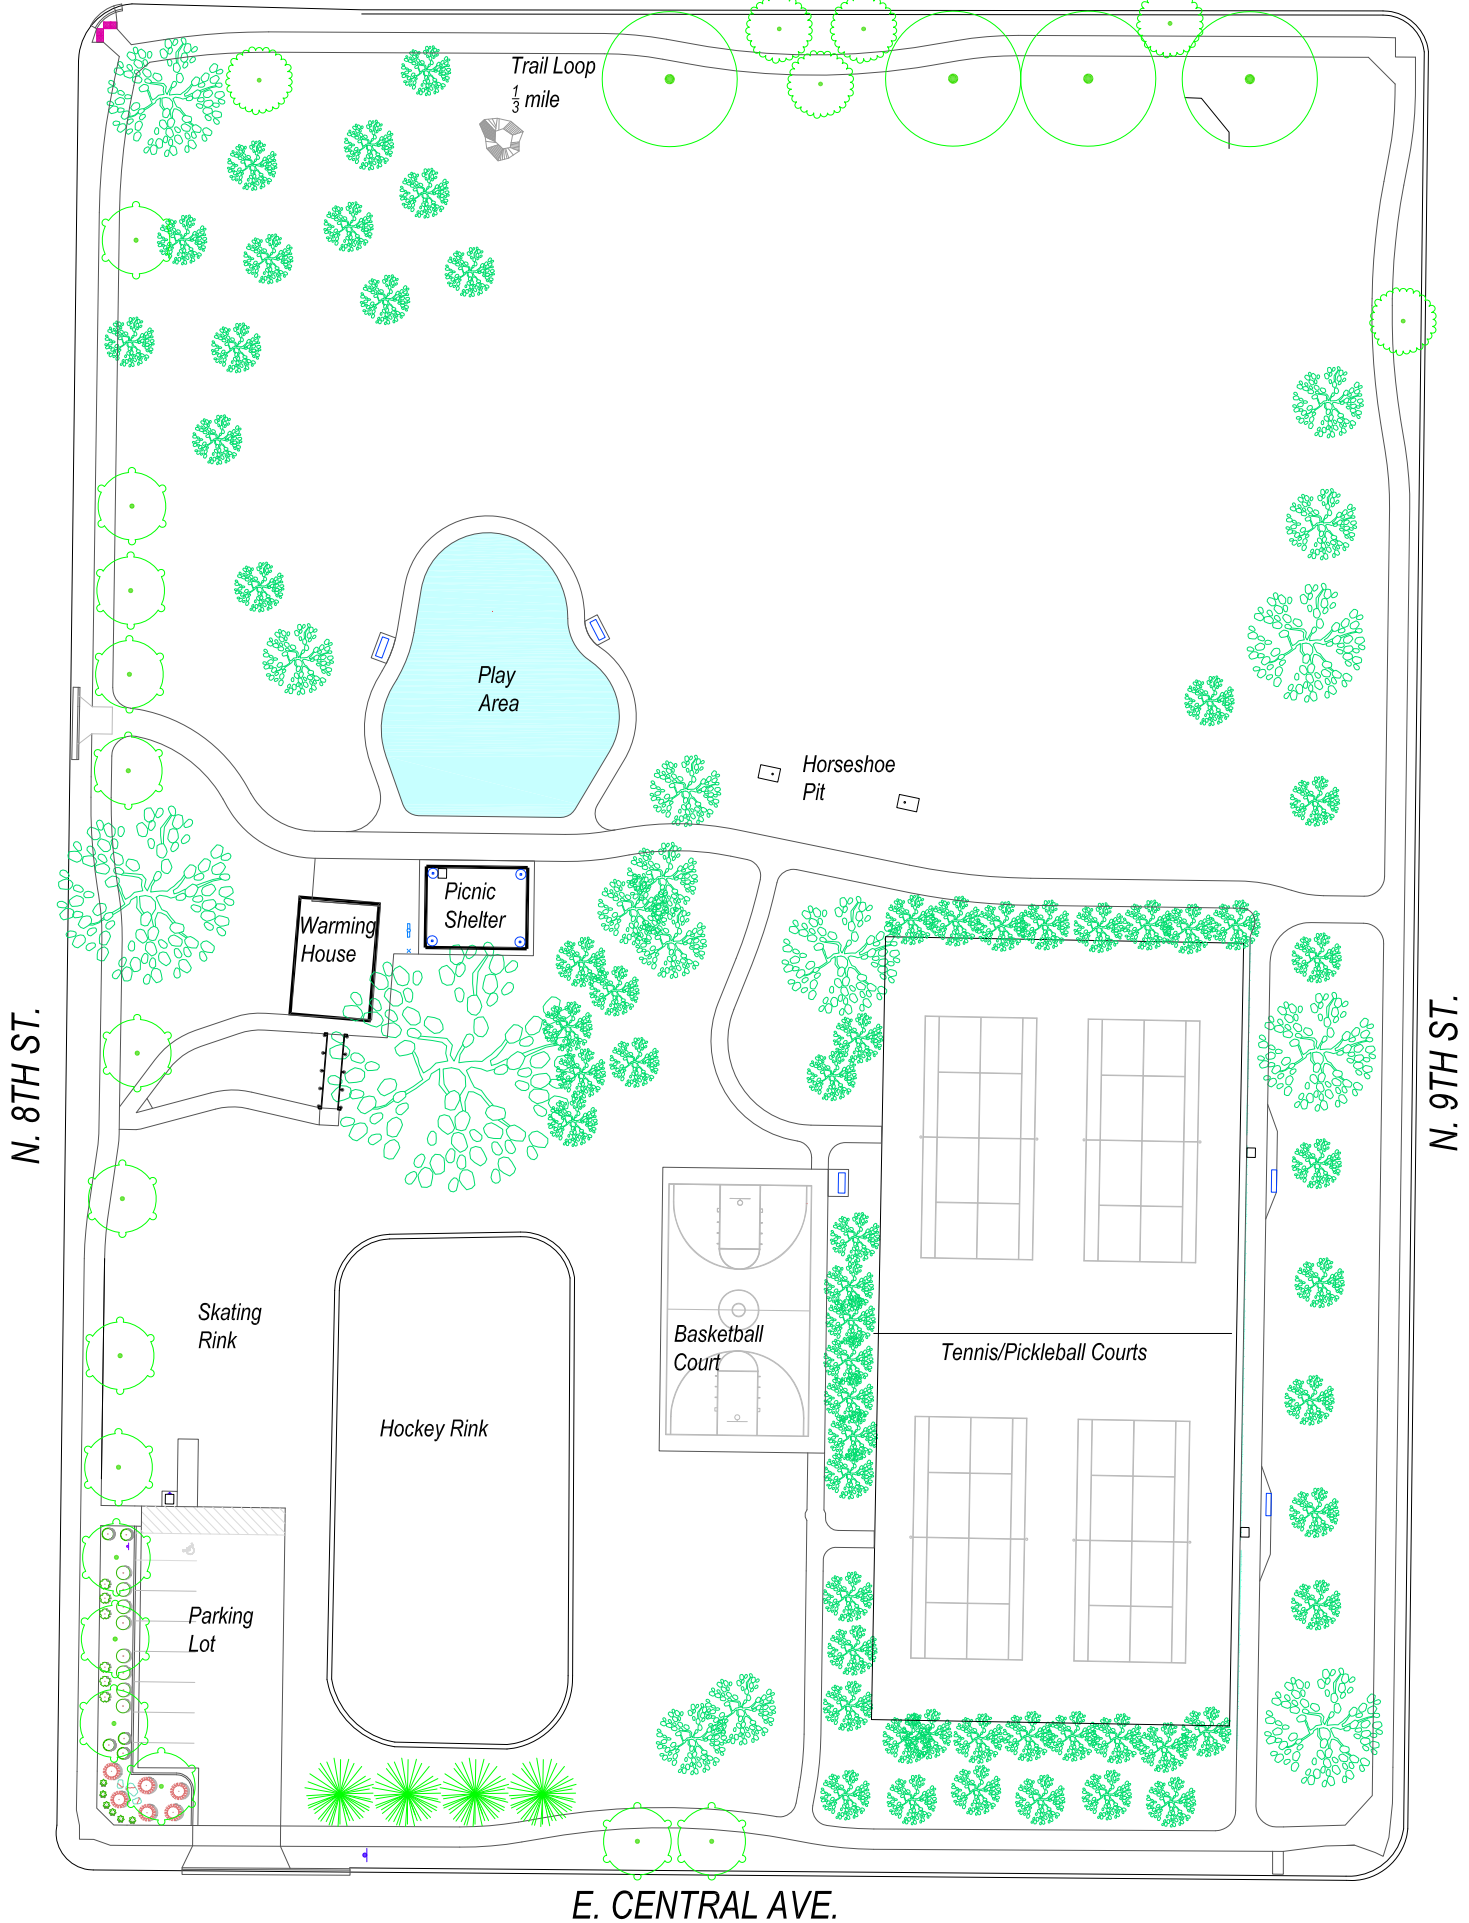 Trail Loop
1/3 mile
Play
Area
Horseshoe
Pit
Picnic
Shelter
Warming
House
N. 8TH ST.
N. 9TH ST.
Skating
Rink
Basketball
Court
Tennis/Pickleball Courts
Hockey Rink
Parking
Lot
E. CENTRAL AVE.